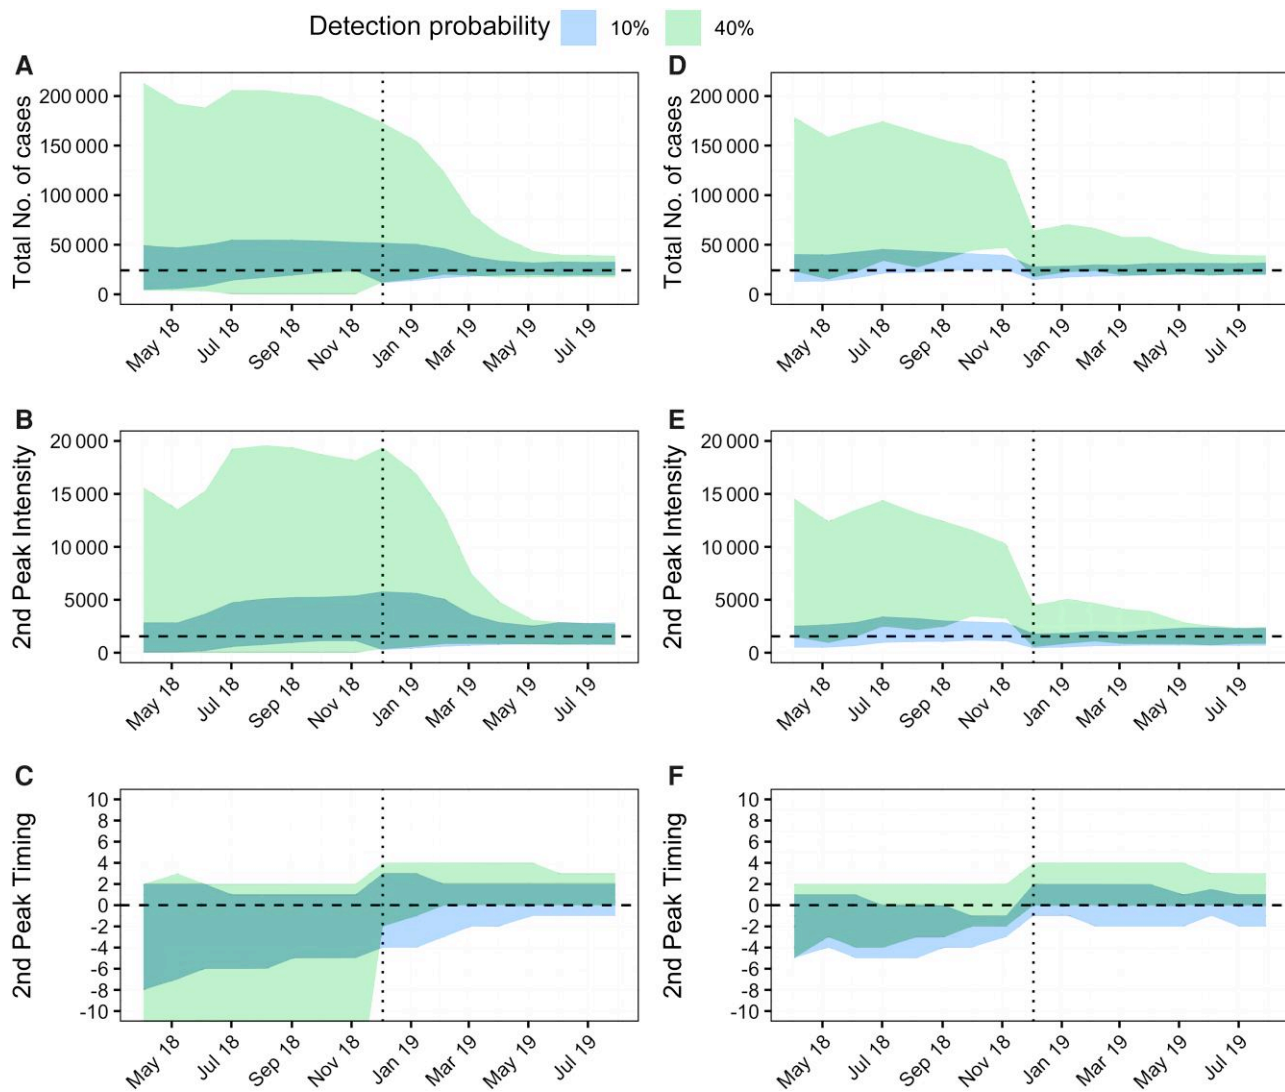 Detection probability 10% 40%
A
Total No. of cases
200 000
150 000
100 000
50 000
0
May 18 Jul 18 Sep 18 Nov 18 Jan 19 Mar 19 May 19 Jul 19
D
Total No. of cases
200 000
150 000
100 000
50 000
0
May 18 Jul 18 Sep 18 Nov 18 Jan 19 Mar 19 May 19 Jul 19
B
2nd Peak Intensity
20 000
15 000
10 000
5000
0
May 18 Jul 18 Sep 18 Nov 18 Jan 19 Mar 19 May 19 Jul 19
E
2nd Peak Intensity
20 000
15 000
10 000
5000
0
May 18 Jul 18 Sep 18 Nov 18 Jan 19 Mar 19 May 19 Jul 19
C
2nd Peak Timing
10
8
6
4
2
0
-2
-4
-6
-8
-10
May 18 Jul 18 Sep 18 Nov 18 Jan 19 Mar 19 May 19 Jul 19
F
2nd Peak Timing
10
8
6
4
2
0
-2
-4
-6
-8
-10
May 18 Jul 18 Sep 18 Nov 18 Jan 19 Mar 19 May 19 Jul 19